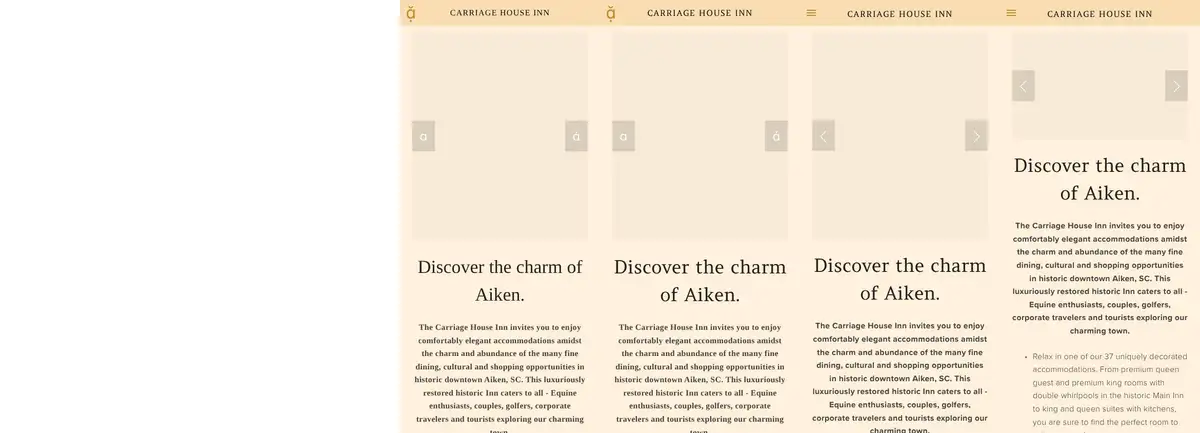 ắ CARRIAGE HOUSE INN
a ȧ
Discover the charm of
Aiken.
The Carriage House Inn invites you to enjoy
comfortably elegant accommodations amidst
the charm and abundance of the many fine
dining, cultural and shopping opportunities in
historic downtown Aiken, SC. This luxuriously
restored historic Inn caters to all - Equine
enthusiasts, couples, golfers, corporate
travelers and tourists exploring our charming
town.
ắ CARRIAGE HOUSE INN
a ȧ
Discover the charm
of Aiken.
The Carriage House Inn invites you to enjoy
comfortably elegant accommodations amidst
the charm and abundance of the many fine
dining, cultural and shopping opportunities in
historic downtown Aiken, SC. This luxuriously
restored historic Inn caters to all - Equine
enthusiasts, couples, golfers, corporate
travelers and tourists exploring our charming
town.
CARRIAGE HOUSE INN
Discover the charm
of Aiken.
The Carriage House Inn invites you to enjoy
comfortably elegant accommodations amidst
the charm and abundance of the many fine
dining, cultural and shopping opportunities
in historic downtown Aiken, SC. This
luxuriously restored historic Inn caters to all -
Equine enthusiasts, couples, golfers,
corporate travelers and tourists exploring our
charming town.
CARRIAGE HOUSE INN
Discover the charm
of Aiken.
The Carriage House Inn invites you to enjoy
comfortably elegant accommodations amidst
the charm and abundance of the many fine
dining, cultural and shopping opportunities
in historic downtown Aiken, SC. This
luxuriously restored historic Inn caters to all -
Equine enthusiasts, couples, golfers,
corporate travelers and tourists exploring our
charming town.
• Relax in one of our 37 uniquely decorated
accommodations. From premium queen
guest and premium king rooms with
double whirlpools in the historic Main Inn
to king and queen suites with kitchens,
you are sure to find the perfect room to